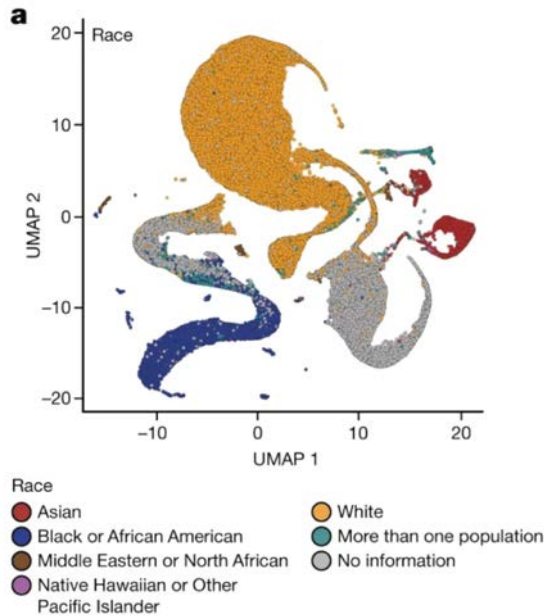 a
Race
20
10
0
−10
−20
UMAP 2
−10
0
10
20
UMAP 1
Race
Asian
White
Black or African American
More than one population
Middle Eastern or North African
No information
Native Hawaiian or Other
Pacific Islander